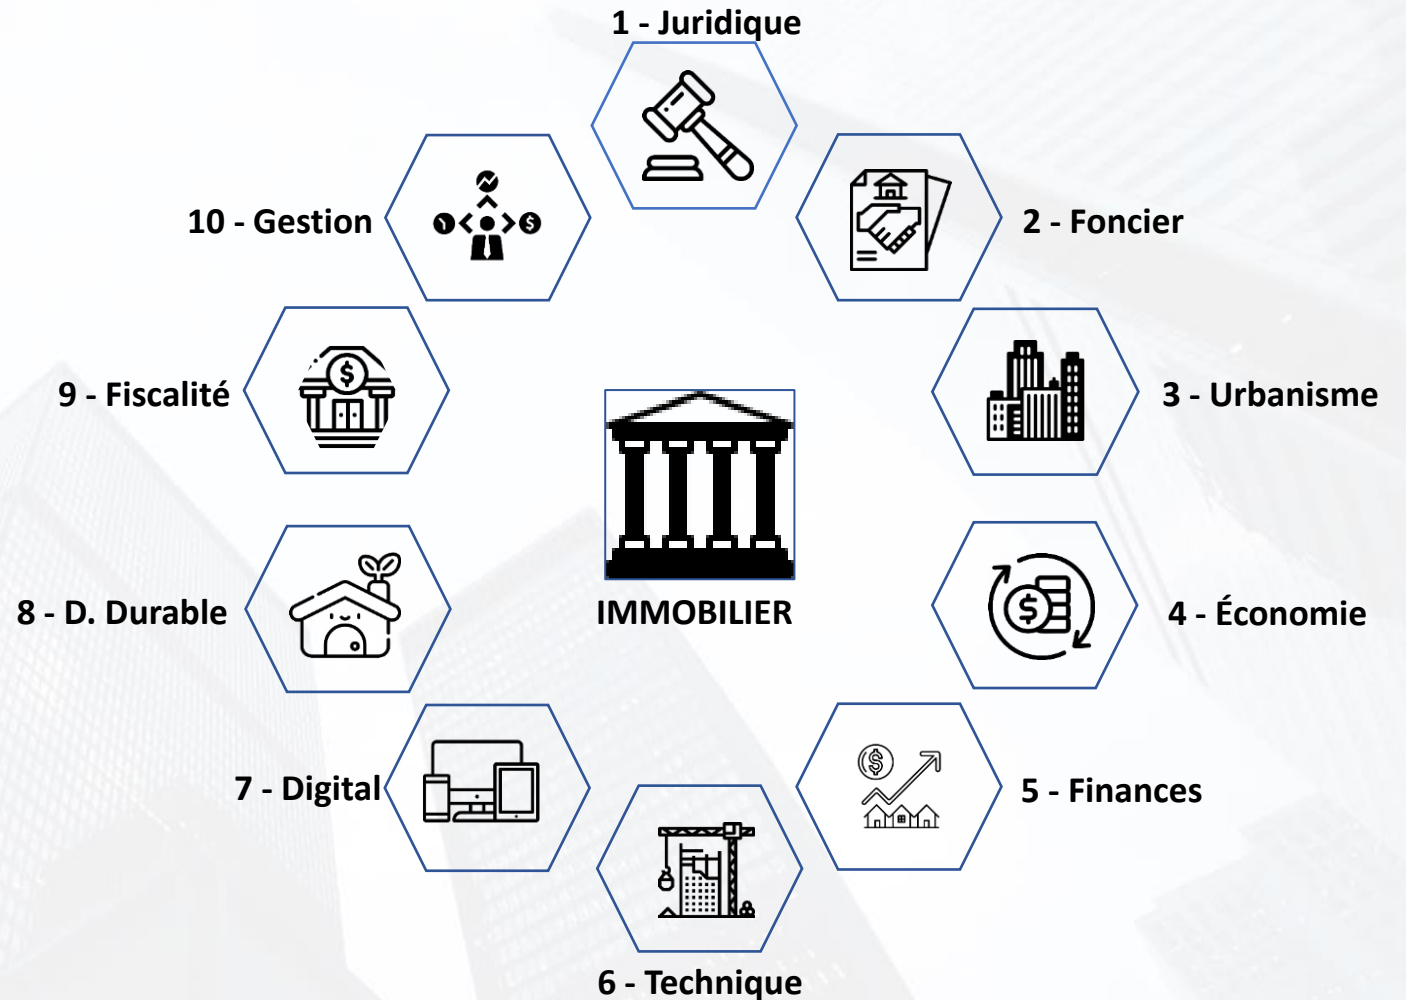 1 - Juridique
2 - Foncier
3 - Urbanisme
4 - Économie
5 - Finances
6 - Technique
7 - Digital
8 - D. Durable
9 - Fiscalité
10 - Gestion
IMMOBILIER